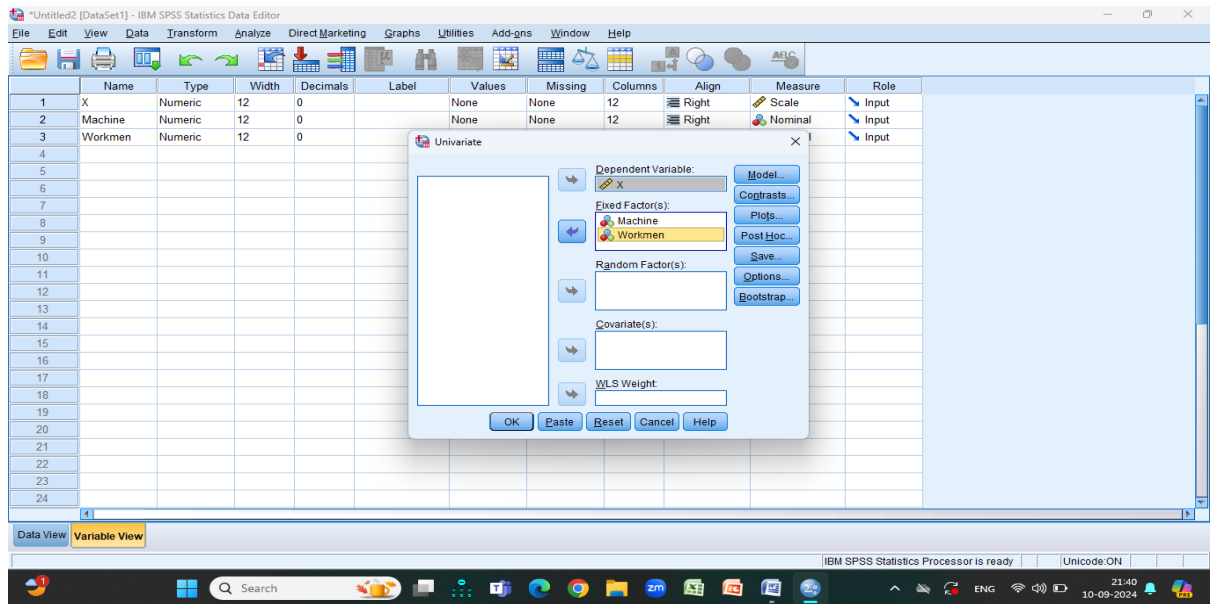 *Untitled2 [DataSet1] - IBM SPSS Statistics Data Editor
File Edit View Data Transform Analyze Direct Marketing Graphs Utilities Add-ons Window Help
Name Type Width Decimals Label Values Missing Columns Align Measure Role
1 X Numeric 12 0 None None 12 Right Scale Input
2 Machine Numeric 12 0 None None 12 Right Nominal Input
3 Workmen Numeric 12 0 Input
4
5
6
7
8
9
10
11
12
13
14
15
16
17
18
19
20
21
22
23
24
Univariate
Dependent Variable:
X
Fixed Factor(s):
Machine
Workmen
Random Factor(s):
Covariate(s):
WLS Weight:
Model...
Contrasts...
Plots...
Post Hoc...
Save...
Options...
Bootstrap...
OK Paste Reset Cancel Help
Data View Variable View
IBM SPSS Statistics Processor is ready Unicode:ON
1 Search zm ENG 21:40
10-09-2024
PRE